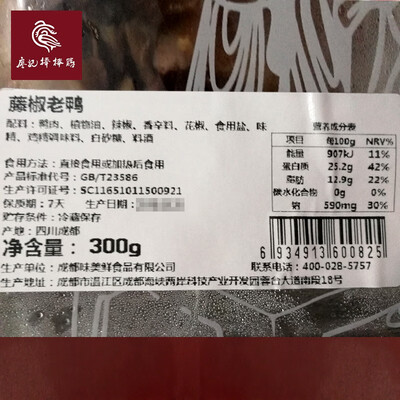 廖记棒棒鸡
藤椒老鸭
配料：鸭肉、植物油、辣椒、香辛料、花椒、食用盐、味
精、鸡精调味料、白砂糖、料酒
食用方法：直接食用或加热后食用
产品标准代号：GB/T23586
生产许可证号：SC11651011500921
保质期：7天 生产日期：
贮存条件：冷藏保存
产地：四川成都
净含量： 300g
营养成分表
项目 每100g NRV%
能量 907kJ 11%
蛋白质 25.2g 42%
脂肪 12.9g 22%
碳水化合物 0g 0%
钠 590mg 30%
6 934913 600825
生产单位：成都味美鲜食品有限公司 联系电话：400-028-5757
生产地址：成都市温江区成都海峡两岸科技产业开发园蓉台大道南段18号